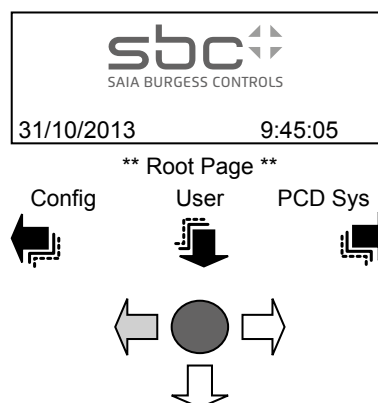 sbc
SAIA BURGESS CONTROLS
31/10/2013 9:45:05
** Root Page **
Config User PCD Sys